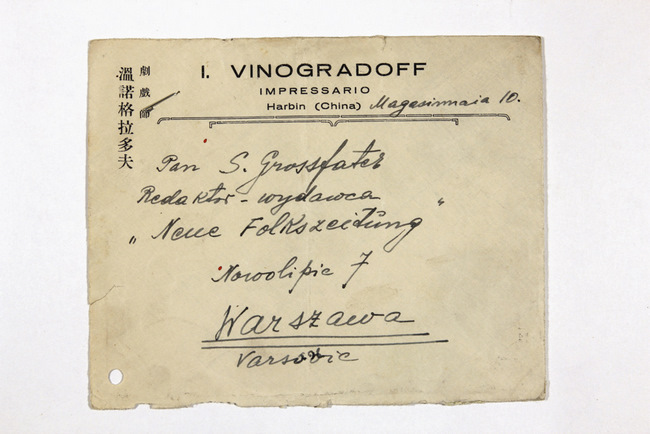 劇戲師
溫諾格拉多夫
I. VINOGRADOFF
IMPRESSARIO
Harbin (China) Magasinnaia 10.
Pan S. Grossfater
Redaktor - wydawca
„Neue Folkszeitung"
Nowolipie 7
Warszawa
Varsovie